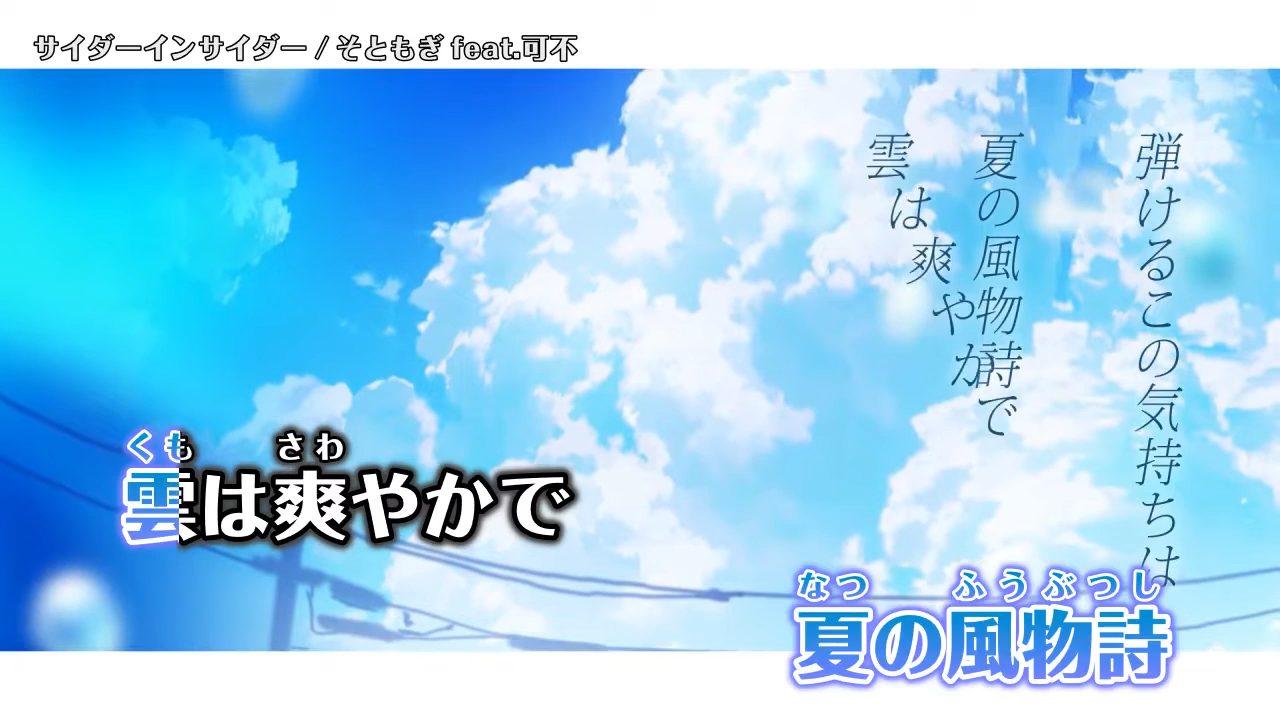 サイダーインサイダー / そともぎ feat.可不
弾けるこの気持ちは
夏の風物詩で
雲は爽やか
くも さわ
雲は爽やかで
なつ ふうぶつし
夏の風物詩